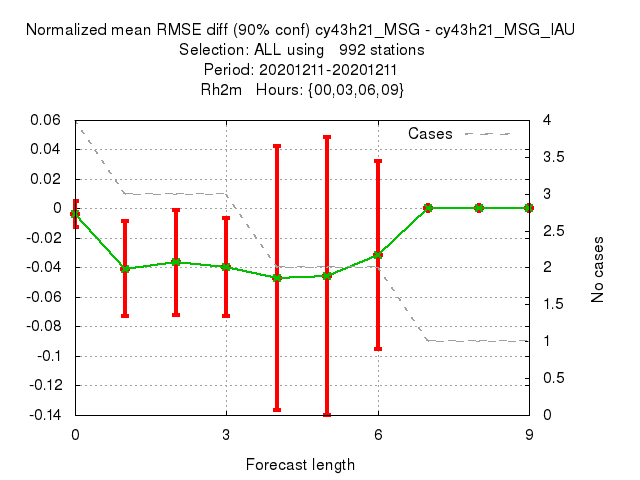 Normalized mean RMSE diff (90% conf) cy43h21_MSG - cy43h21_MSG_IAU
Selection: ALL using   992 stations
Period: 20201211-20201211
Rh2m   Hours: {00,03,06,09}
Cases
0.06
0.04
0.02
0
-0.02
-0.04
-0.06
-0.08
-0.1
-0.12
-0.14
4
3.5
3
2.5
2
1.5
1
0.5
0
No cases
0 3 6 9
Forecast length